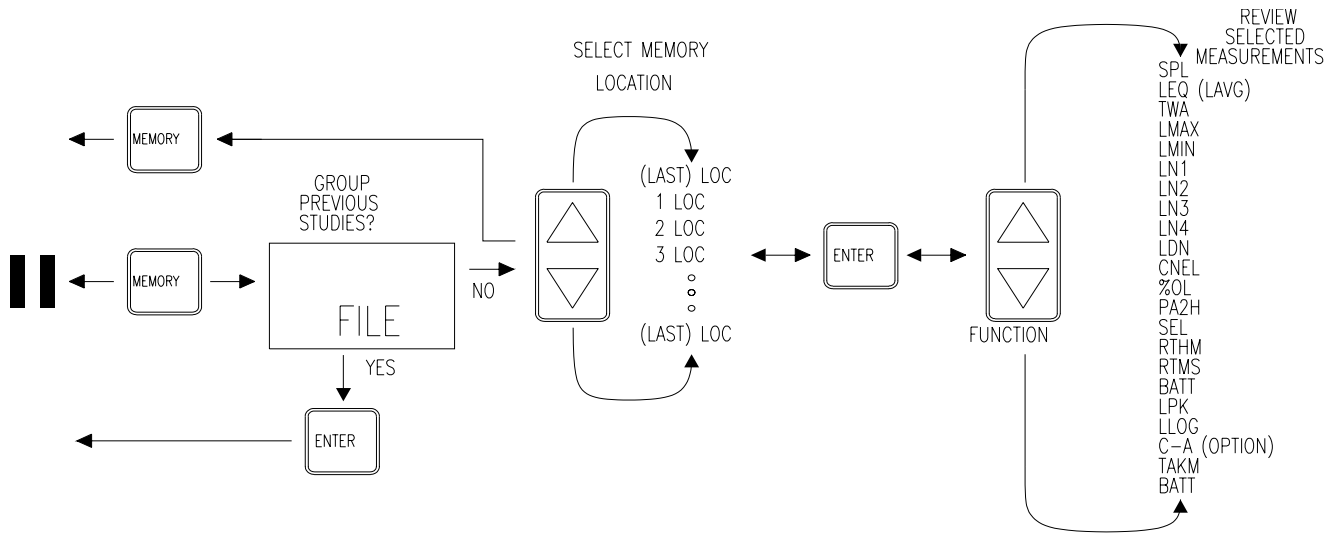 MEMORY
GROUP
PREVIOUS
STUDIES?
MEMORY
FILE
NO
YES
ENTER
SELECT MEMORY
LOCATION
(LAST) LOC
1 LOC
2 LOC
3 LOC
(LAST) LOC
ENTER
FUNCTION
REVIEW
SELECTED
MEASUREMENTS
SPL
LEQ (LAVG)
TWA
LMAX
LMIN
LN1
LN2
LN3
LN4
LDN
CNEL
%OL
PA2H
SEL
RTHM
RTMS
BATT
LPK
LLOG
C-A (OPTION)
TAKM
BATT